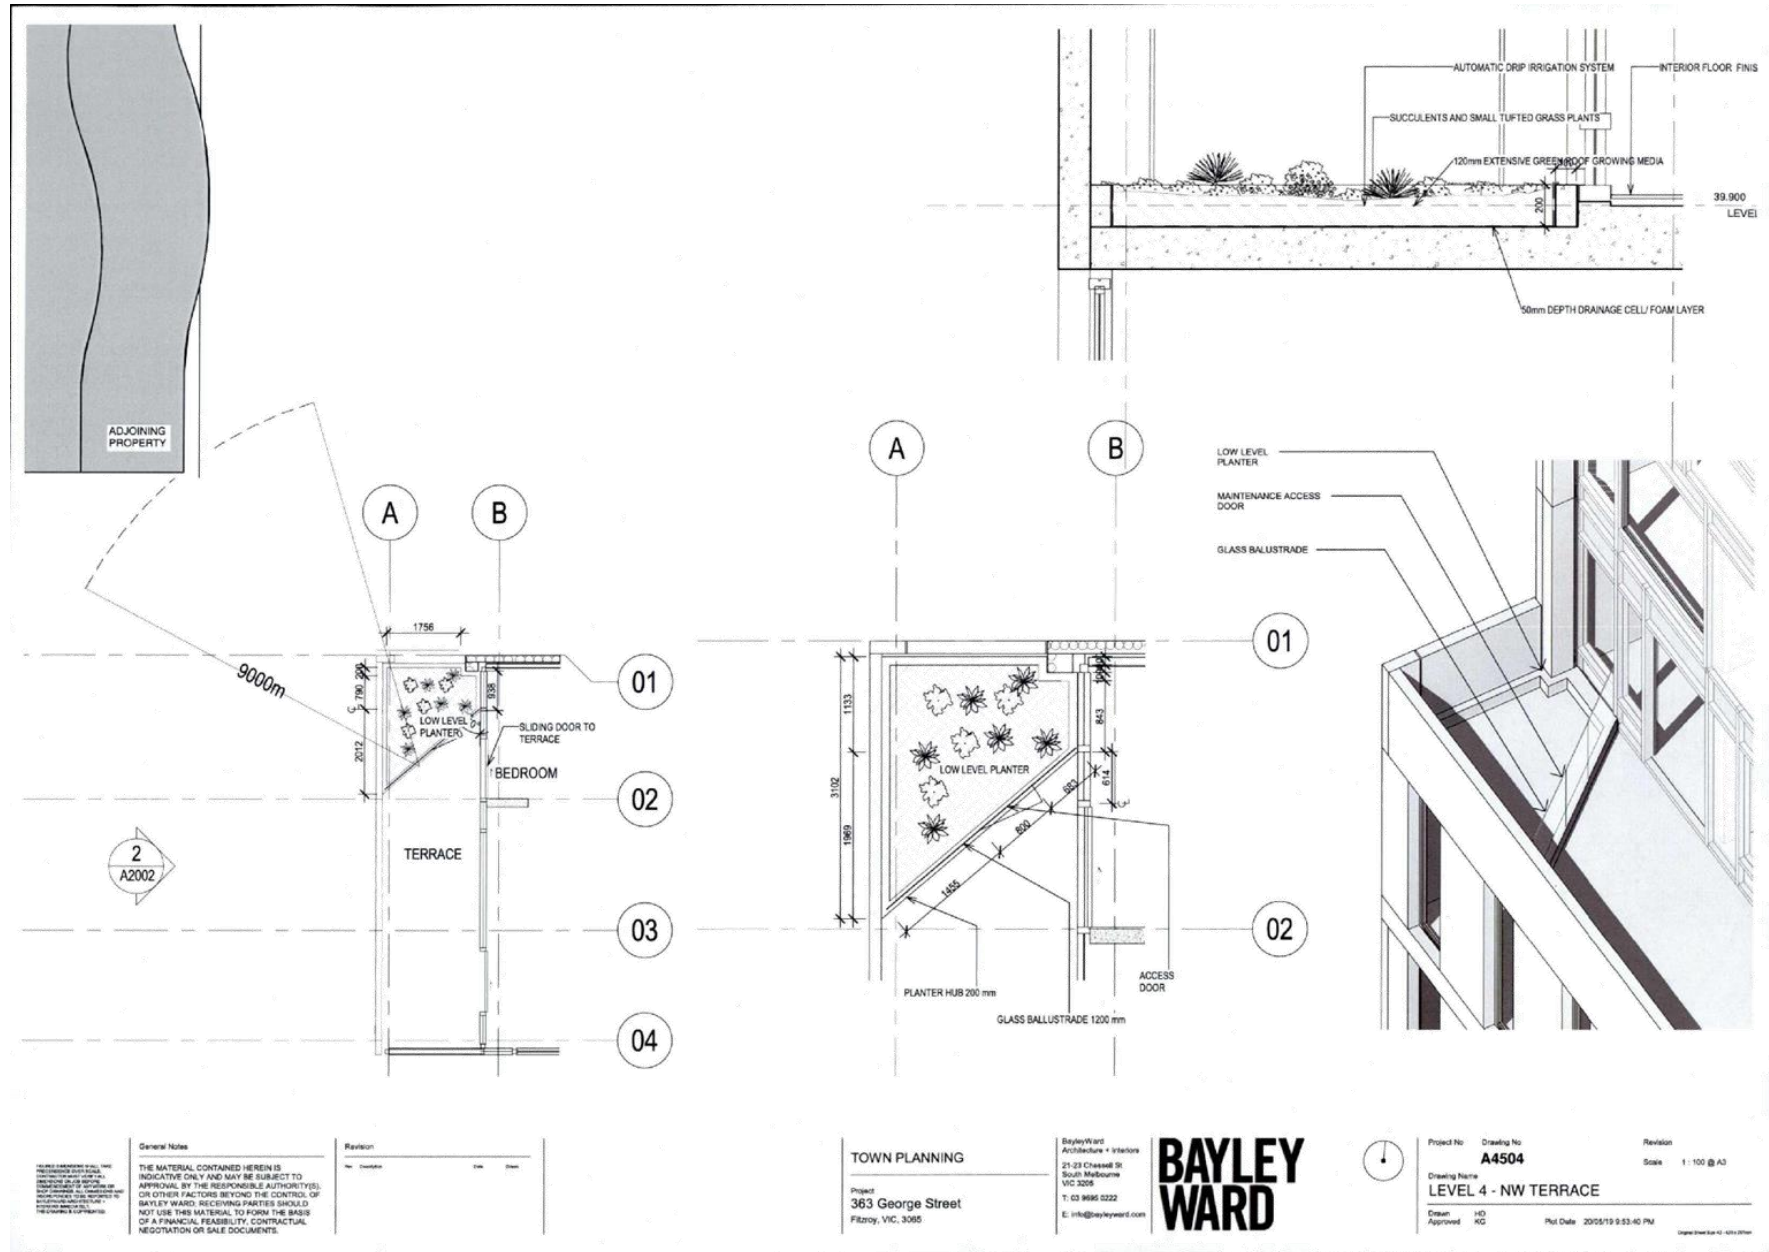 AUTOMATIC DRIP IRRIGATION SYSTEM
INTERIOR FLOOR FINIS
SUCCULENTS AND SMALL TUFTED GRASS PLANTS
120mm EXTENSIVE GREEN ROOF GROWING MEDIA
200
39.900
LEVEL
50mm DEPTH DRAINAGE CELL/ FOAM LAYER
ADJOINING
PROPERTY
A
B
1756
01
9000m
790
938
2012
LOW LEVEL
PLANTER
SLIDING DOOR TO
TERRACE
BEDROOM
02
2
A2002
TERRACE
03
04
A
B
01
1133
843
3102
LOW LEVEL PLANTER
683
614
1969
800
1455
02
ACCESS
DOOR
PLANTER HUB 200 mm
GLASS BALLUSTRADE 1200 mm
LOW LEVEL
PLANTER
MAINTENANCE ACCESS
DOOR
GLASS BALUSTRADE
General Notes
THE MATERIAL CONTAINED HEREIN IS
INDICATIVE ONLY AND MAY BE SUBJECT TO
APPROVAL BY THE RESPONSIBLE AUTHORITY(S),
OR OTHER FACTORS BEYOND THE CONTROL OF
BAYLEY WARD. RECEIVING PARTIES SHOULD
NOT USE THIS MATERIAL TO FORM THE BASIS
OF A FINANCIAL FEASIBILITY, CONTRACTUAL
NEGOTIATION OR SALE DOCUMENTS.
Revision
TOWN PLANNING
Project
363 George Street
Fitzroy, VIC, 3065
BayleyWard
Architecture + Interiors
21-23 Chessell St
South Melbourne
VIC 3205
T: 03 9695 0222
E: info@bayleyward.com
BAYLEY
WARD
Project No
Drawing No
Revision
A4504
Scale 1 : 100 @ A3
Drawing Name
LEVEL 4 - NW TERRACE
Drawn HD
Approved KG
Plot Date 20/05/19 9:53:40 PM